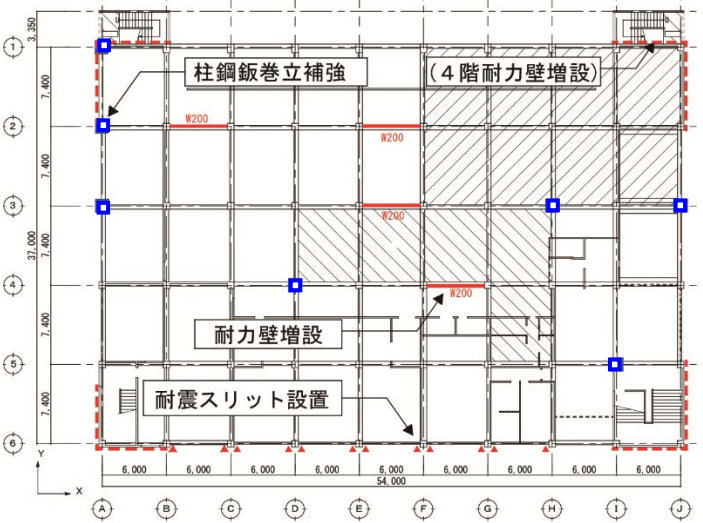 3,350
①
7,400
②
7,400
③
37,000
7,400
④
7,400
⑤
7,400
⑥
柱鋼鈑巻立補強
(４階耐力壁増設)
W200
W200
W200
W200
耐力壁増設
耐震スリット設置
Y
X
6,000 6,000 6,000 6,000 6,000 6,000 6,000 6,000 6,000
54,000
A B C D E F G H I J